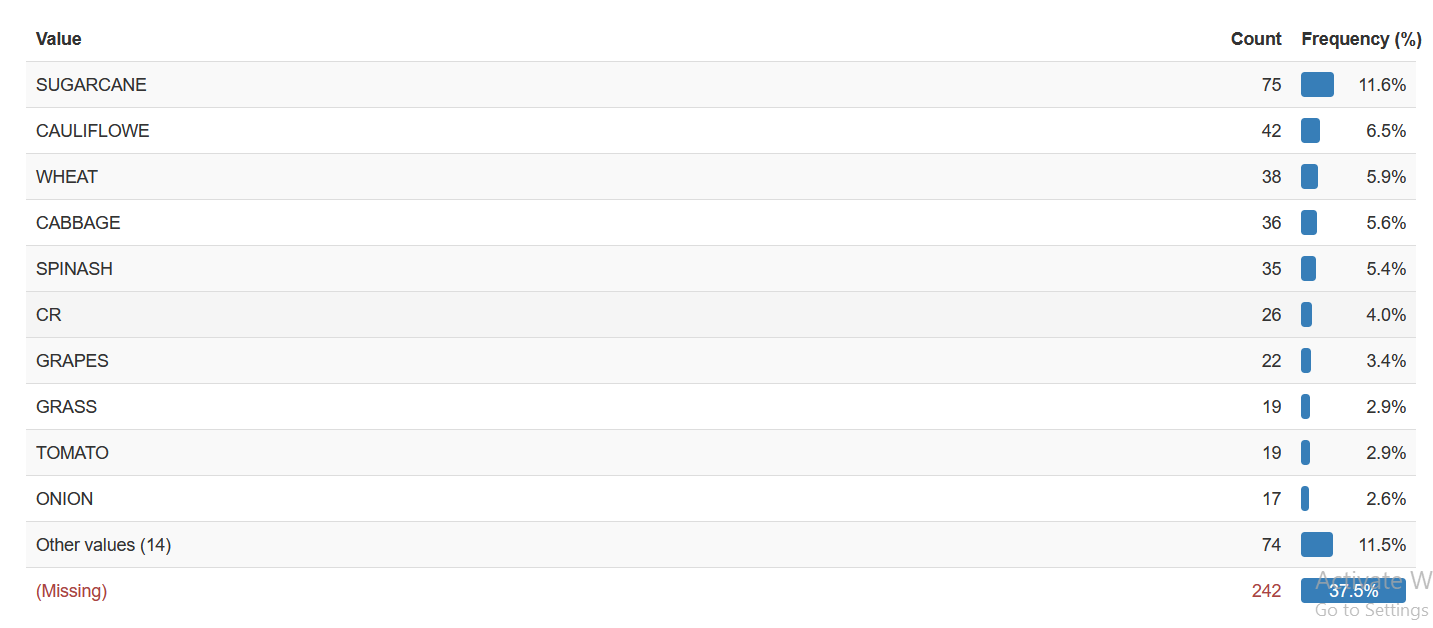 Value Count Frequency (%)
SUGARCANE 75 11.6%
CAULIFLOWE 42 6.5%
WHEAT 38 5.9%
CABBAGE 36 5.6%
SPINASH 35 5.4%
CR 26 4.0%
GRAPES 22 3.4%
GRASS 19 2.9%
TOMATO 19 2.9%
ONION 17 2.6%
Other values (14) 74 11.5%
(Missing) 242 37.5%
Activate W
Go to Settings